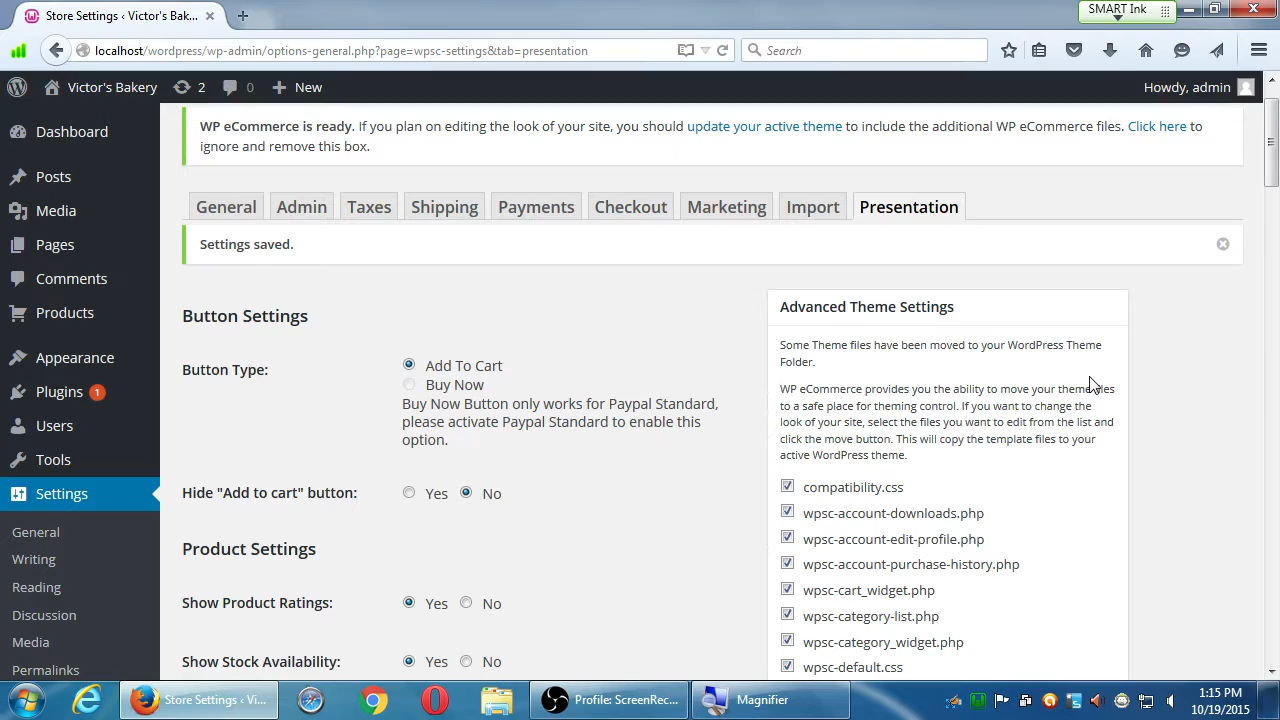 Store Settings ‹ Victor's Bak...
SMART Ink
localhost/wordpress/wp-admin/options-general.php?page=wpsc-settings&tab=presentation
Search
Victor's Bakery
2
0
New
Howdy, admin
Dashboard
Posts
Media
Pages
Comments
Products
Appearance
Plugins 1
Users
Tools
Settings
General
Writing
Reading
Discussion
Media
Permalinks
WP eCommerce is ready. If you plan on editing the look of your site, you should update your active theme to include the additional WP eCommerce files. Click here to
ignore and remove this box.
General
Admin
Taxes
Shipping
Payments
Checkout
Marketing
Import
Presentation
Settings saved.
Button Settings
Button Type:
Add To Cart
Buy Now
Buy Now Button only works for Paypal Standard,
please activate Paypal Standard to enable this
option.
Hide "Add to cart" button:
Yes No
Product Settings
Show Product Ratings:
Yes No
Show Stock Availability:
Yes No
Advanced Theme Settings
Some Theme files have been moved to your WordPress Theme
Folder.
WP eCommerce provides you the ability to move your theme files
to a safe place for theming control. If you want to change the
look of your site, select the files you want to edit from the list and
click the move button. This will copy the template files to your
active WordPress theme.
compatibility.css
wpsc-account-downloads.php
wpsc-account-edit-profile.php
wpsc-account-purchase-history.php
wpsc-cart_widget.php
wpsc-category-list.php
wpsc-category_widget.php
wpsc-default.css
Store Settings ‹ Vi...
Profile: ScreenRec...
Magnifier
1:15 PM
10/19/2015